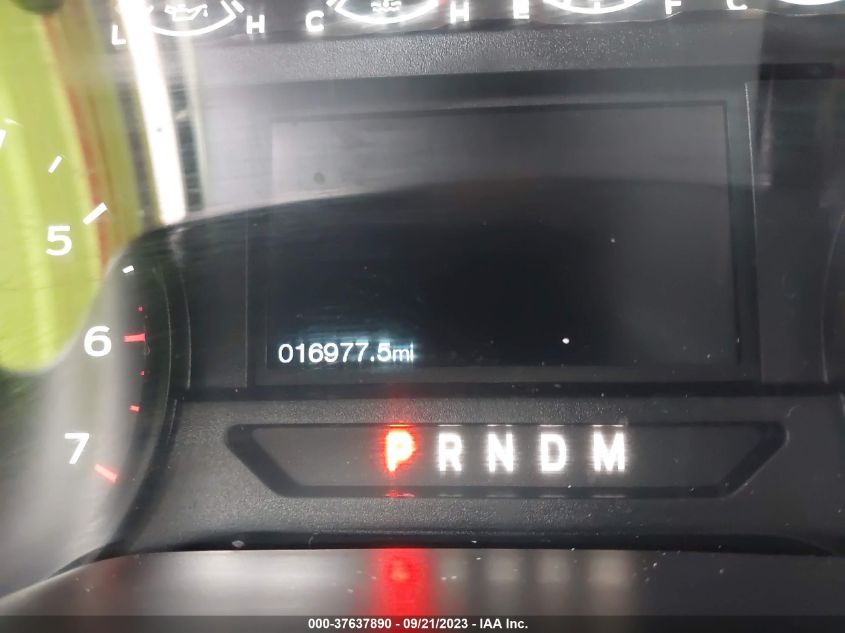 L H C H E F C
5
6
016977.5mi
7
P R N D M
000-37637890 - 09/21/2023 - IAA Inc.